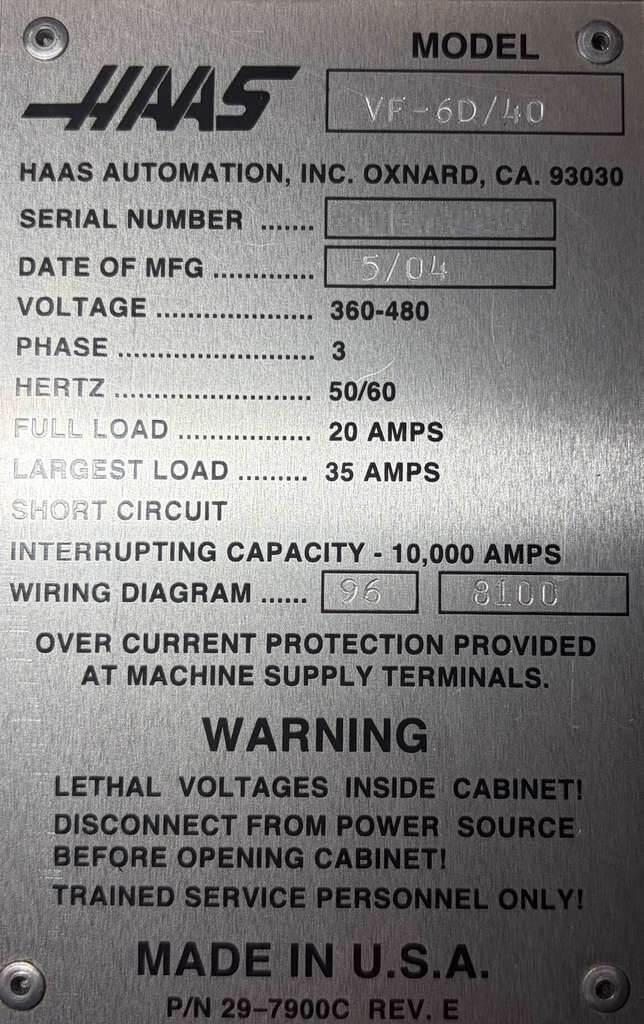 MODEL
HAAS VF-6D/40
HAAS AUTOMATION, INC. OXNARD, CA. 93030
SERIAL NUMBER .......
DATE OF MFG ............. 5/04
VOLTAGE .................... 360-480
PHASE ......................... 3
HERTZ ......................... 50/60
FULL LOAD ................. 20 AMPS
LARGEST LOAD ......... 35 AMPS
SHORT CIRCUIT
INTERRUPTING CAPACITY - 10,000 AMPS
WIRING DIAGRAM ...... 96 8100
OVER CURRENT PROTECTION PROVIDED
AT MACHINE SUPPLY TERMINALS.
WARNING
LETHAL VOLTAGES INSIDE CABINET!
DISCONNECT FROM POWER SOURCE
BEFORE OPENING CABINET!
TRAINED SERVICE PERSONNEL ONLY!
MADE IN U.S.A.
P/N 29-7900C REV. E